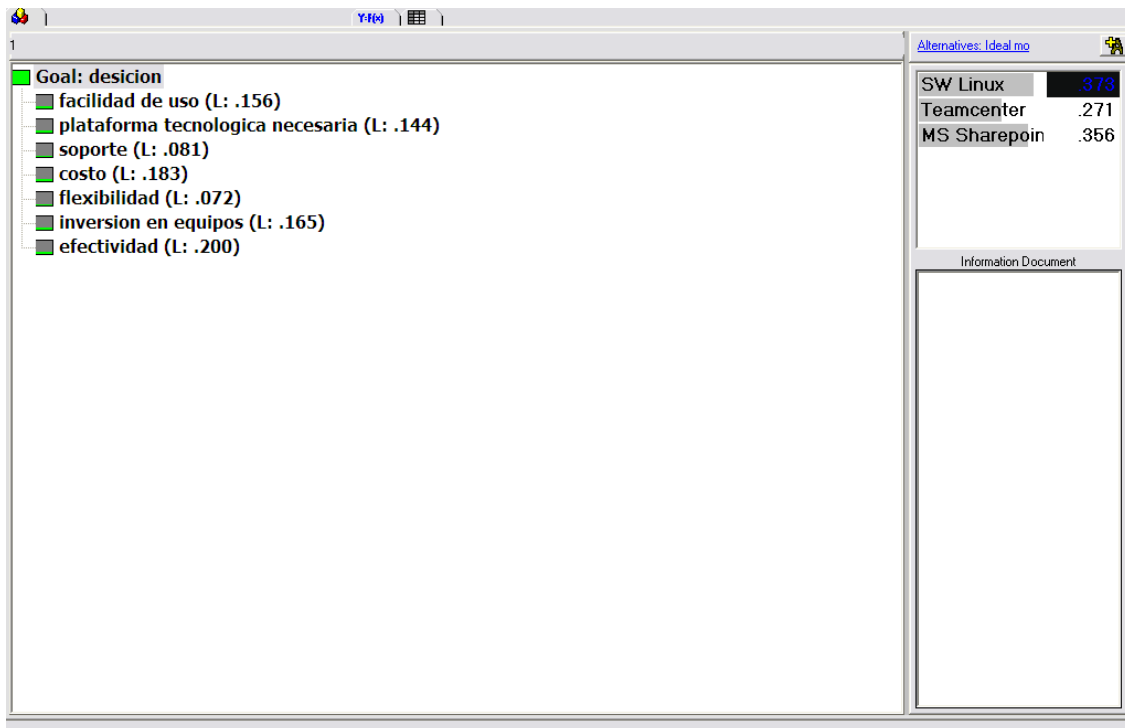 Y=F(x)
1
Alternatives: Ideal mo
Goal: desicion
facilidad de uso (L: .156)
plataforma tecnologica necesaria (L: .144)
soporte (L: .081)
costo (L: .183)
flexibilidad (L: .072)
inversion en equipos (L: .165)
efectividad (L: .200)
SW Linux .373
Teamcenter .271
MS Sharepoin .356
Information Document